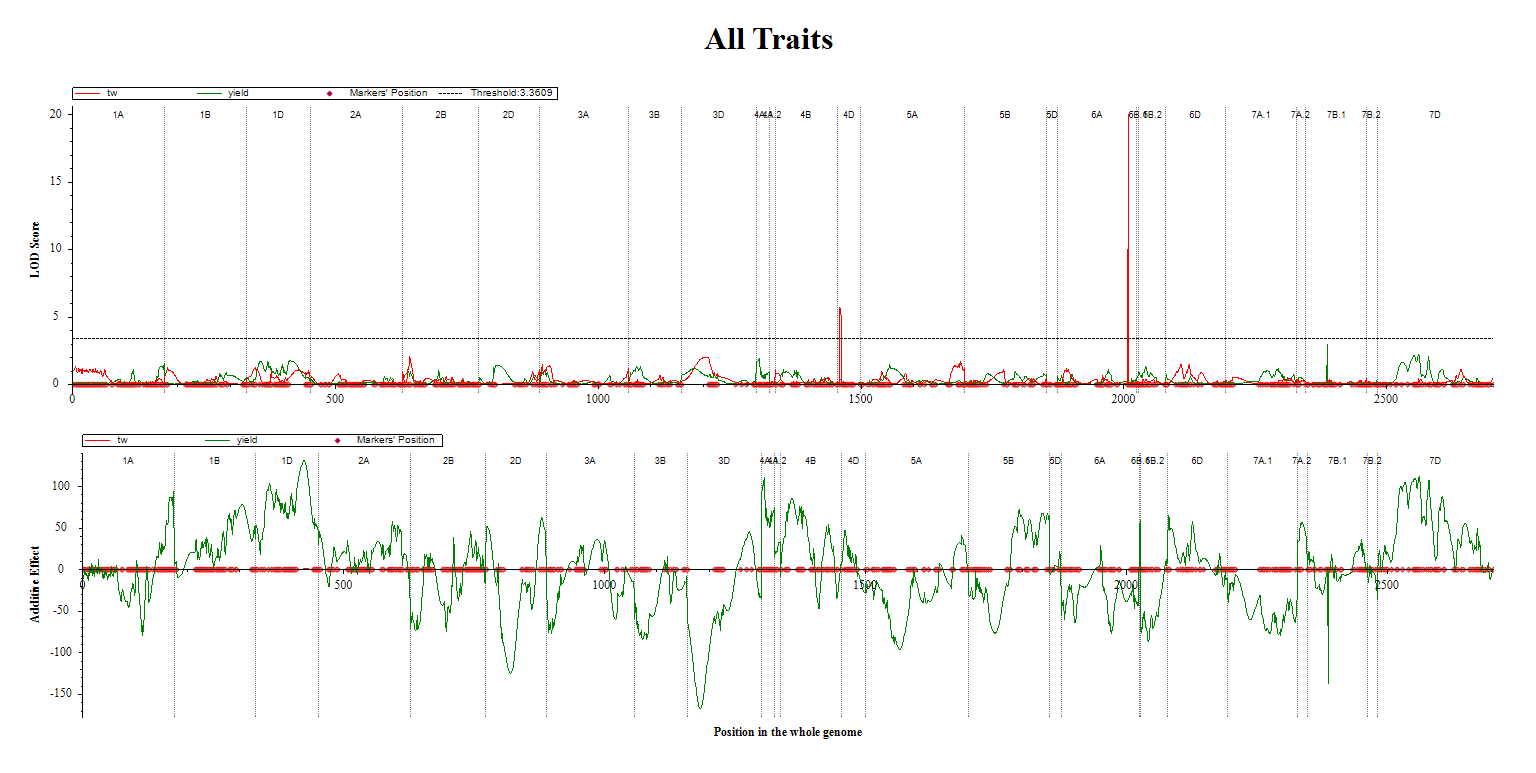 All Traits
tw yield Markers' Position Threshold:3.3609
1A 1B 1D 2A 2B 2D 3A 3B 3D 4B 4D 5A 5B 5D 6A 6B.2 6D 7A.1 7A.2 7B.1 7B.2 7D
20
15
10
5
0
LOD Score
0 500 1000 1500 2000 2500
tw yield Markers' Position
1A 1B 1D 2A 2B 2D 3A 3B 3D 4B 4D 5A 5B 5D 6A 6B.2 6D 7A.1 7A.2 7B.1 7B.2 7D
100
50
0
-50
-100
-150
Additive Effect
0 500 1000 1500 2000 2500
Position in the whole genome